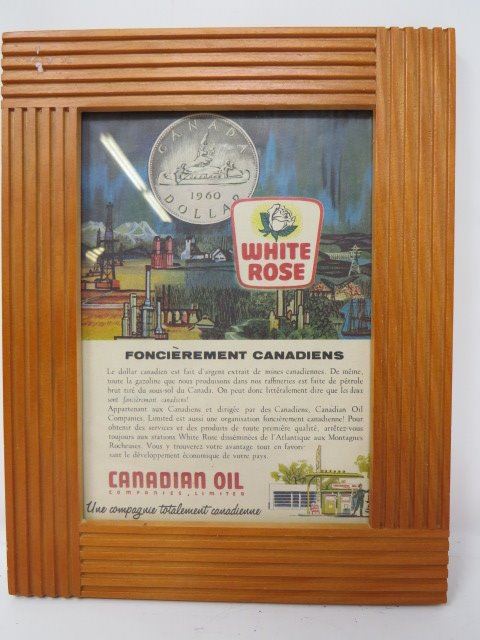 CANADA
1960
DOLLAR
WHITE
ROSE
FONCIÈREMENT CANADIENS
Le dollar canadien est fait d'argent extrait de mines canadiennes. De même,
toute la gazoline que nous produisons dans nos raffineries est faite de pétrole
brut tiré du sous-sol du Canada. On peut donc littéralement dire que les deux
sont foncièrement canadiens!
Appartenant aux Canadiens et dirigée par des Canadiens, Canadian Oil
Companies, Limited est aussi une organisation foncièrement canadienne! Pour
obtenir des services et des produits de toute première qualité, arrêtez-vous
toujours aux stations White Rose disséminées de l'Atlantique aux Montagnes
Rocheuses. Vous y trouverez votre avantage tout en favori-
sant le développement économique de votre pays.
CANADIAN OIL
COMPANIES, LIMITED
Une compagnie totalement canadienne